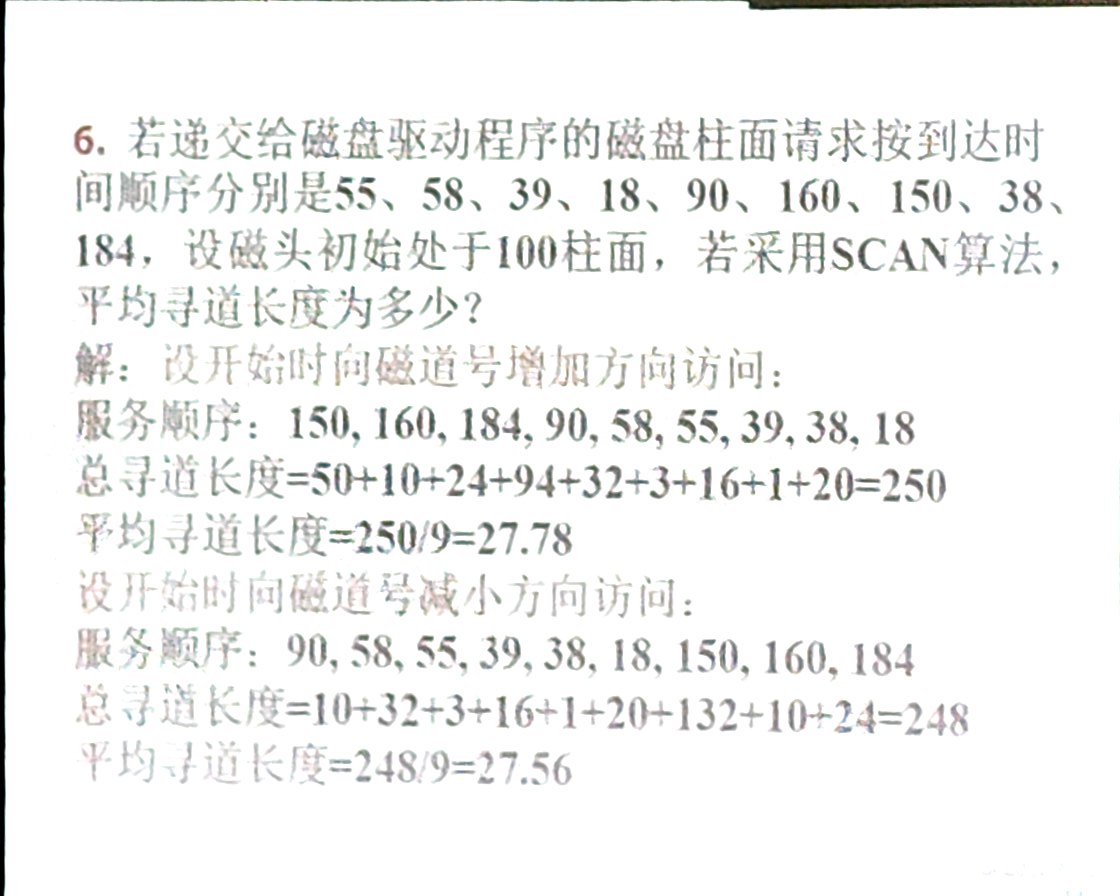 6. 若递交给磁盘驱动程序的磁盘柱面请求按到达时
间顺序分别是55、58、39、18、90、160、150、38、
184，设磁头初始处于100柱面，若采用SCAN算法，
平均寻道长度为多少？
解：设开始时向磁道号增加方向访问：
服务顺序：150, 160, 184, 90, 58, 55, 39, 38, 18
总寻道长度=50+10+24+94+32+3+16+1+20=250
平均寻道长度=250/9=27.78
设开始时向磁道号减小方向访问：
服务顺序：90, 58, 55, 39, 38, 18, 150, 160, 184
总寻道长度=10+32+3+16+1+20+132+10+24=248
平均寻道长度=248/9=27.56